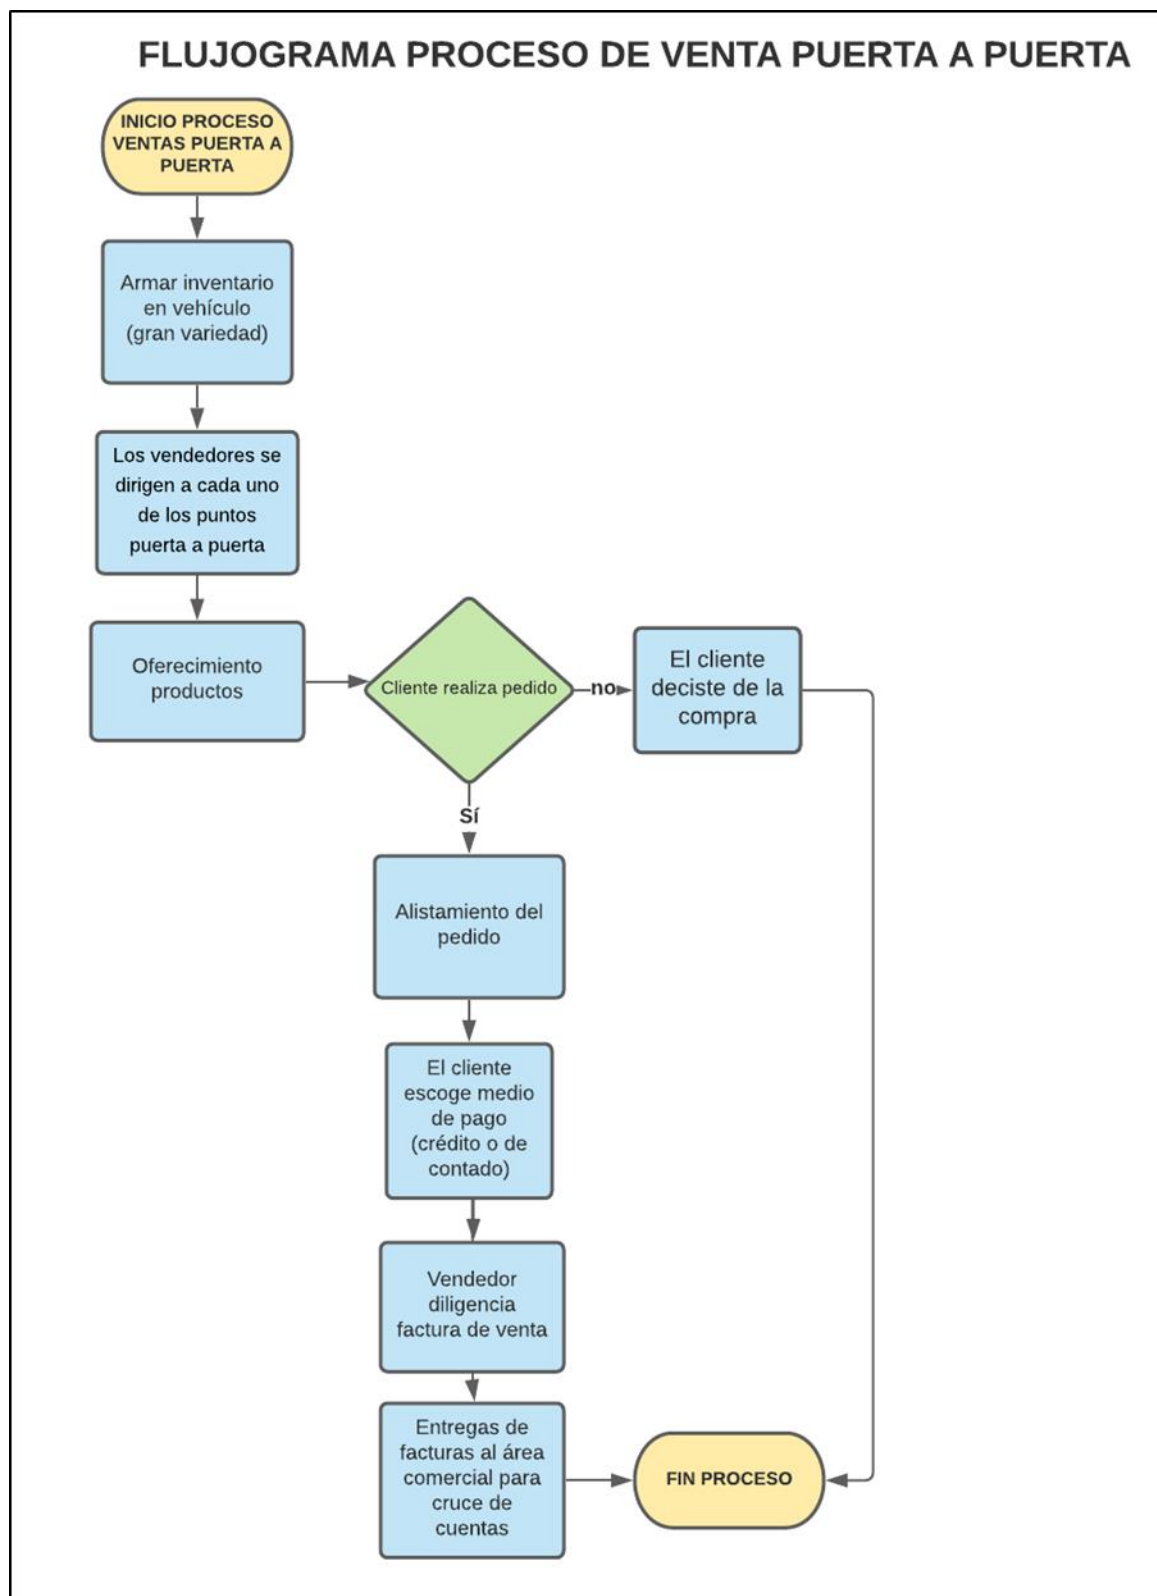 FLUJOGRAMA PROCESO DE VENTA PUERTA A PUERTA
INICIO PROCESO
VENTAS PUERTA A
PUERTA
Armar inventario
en vehículo
(gran variedad)
Los vendedores se
dirigen a cada uno
de los puntos
puerta a puerta
Oferecimiento
productos
Cliente realiza pedido
no
El cliente
deciste de la
compra
Sí
Alistamiento del
pedido
El cliente
escoge medio
de pago
(crédito o de
contado)
Vendedor
diligencia
factura de venta
Entregas de
facturas al área
comercial para
cruce de
cuentas
FIN PROCESO